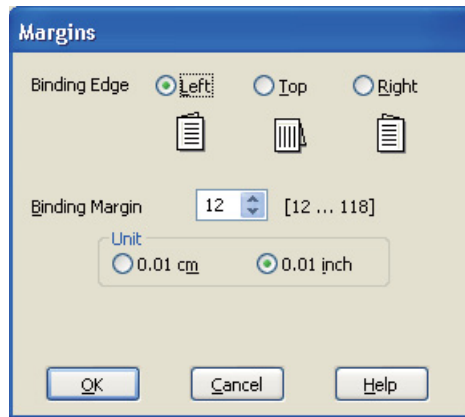 Margins
Binding Edge Left Top Right
Binding Margin 12 [12 ... 118]
Unit
0.01 cm 0.01 inch
OK Cancel Help